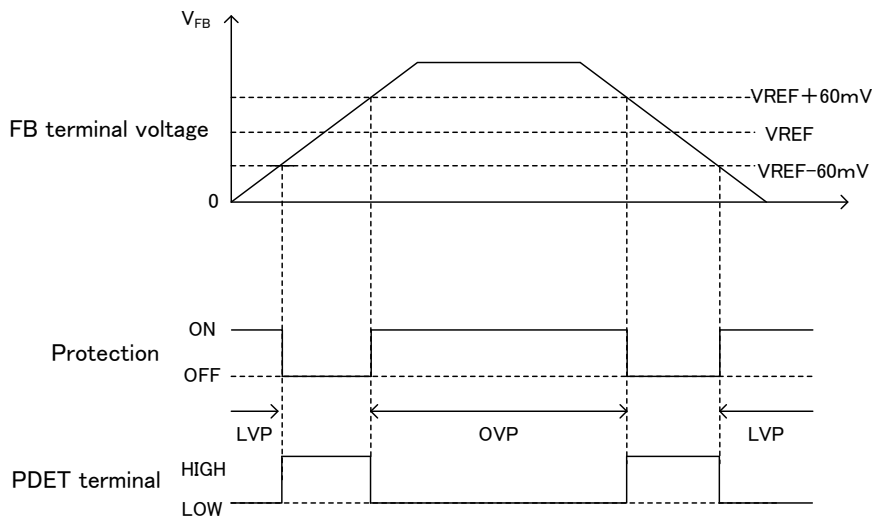 VFB
VREF+60mV
FB terminal voltage
VREF
VREF-60mV
0
ON
Protection
OFF
LVP
OVP
LVP
HIGH
PDET terminal
LOW